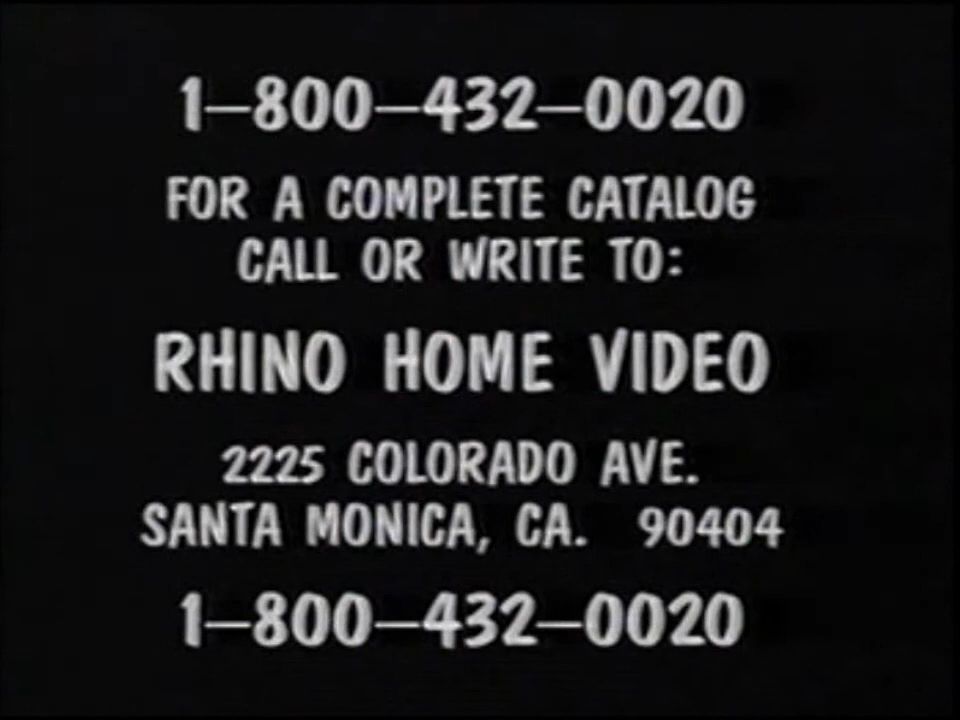 1–800–432–0020
FOR A COMPLETE CATALOG
CALL OR WRITE TO:
RHINO HOME VIDEO
2225 COLORADO AVE.
SANTA MONICA, CA. 90404
1–800–432–0020